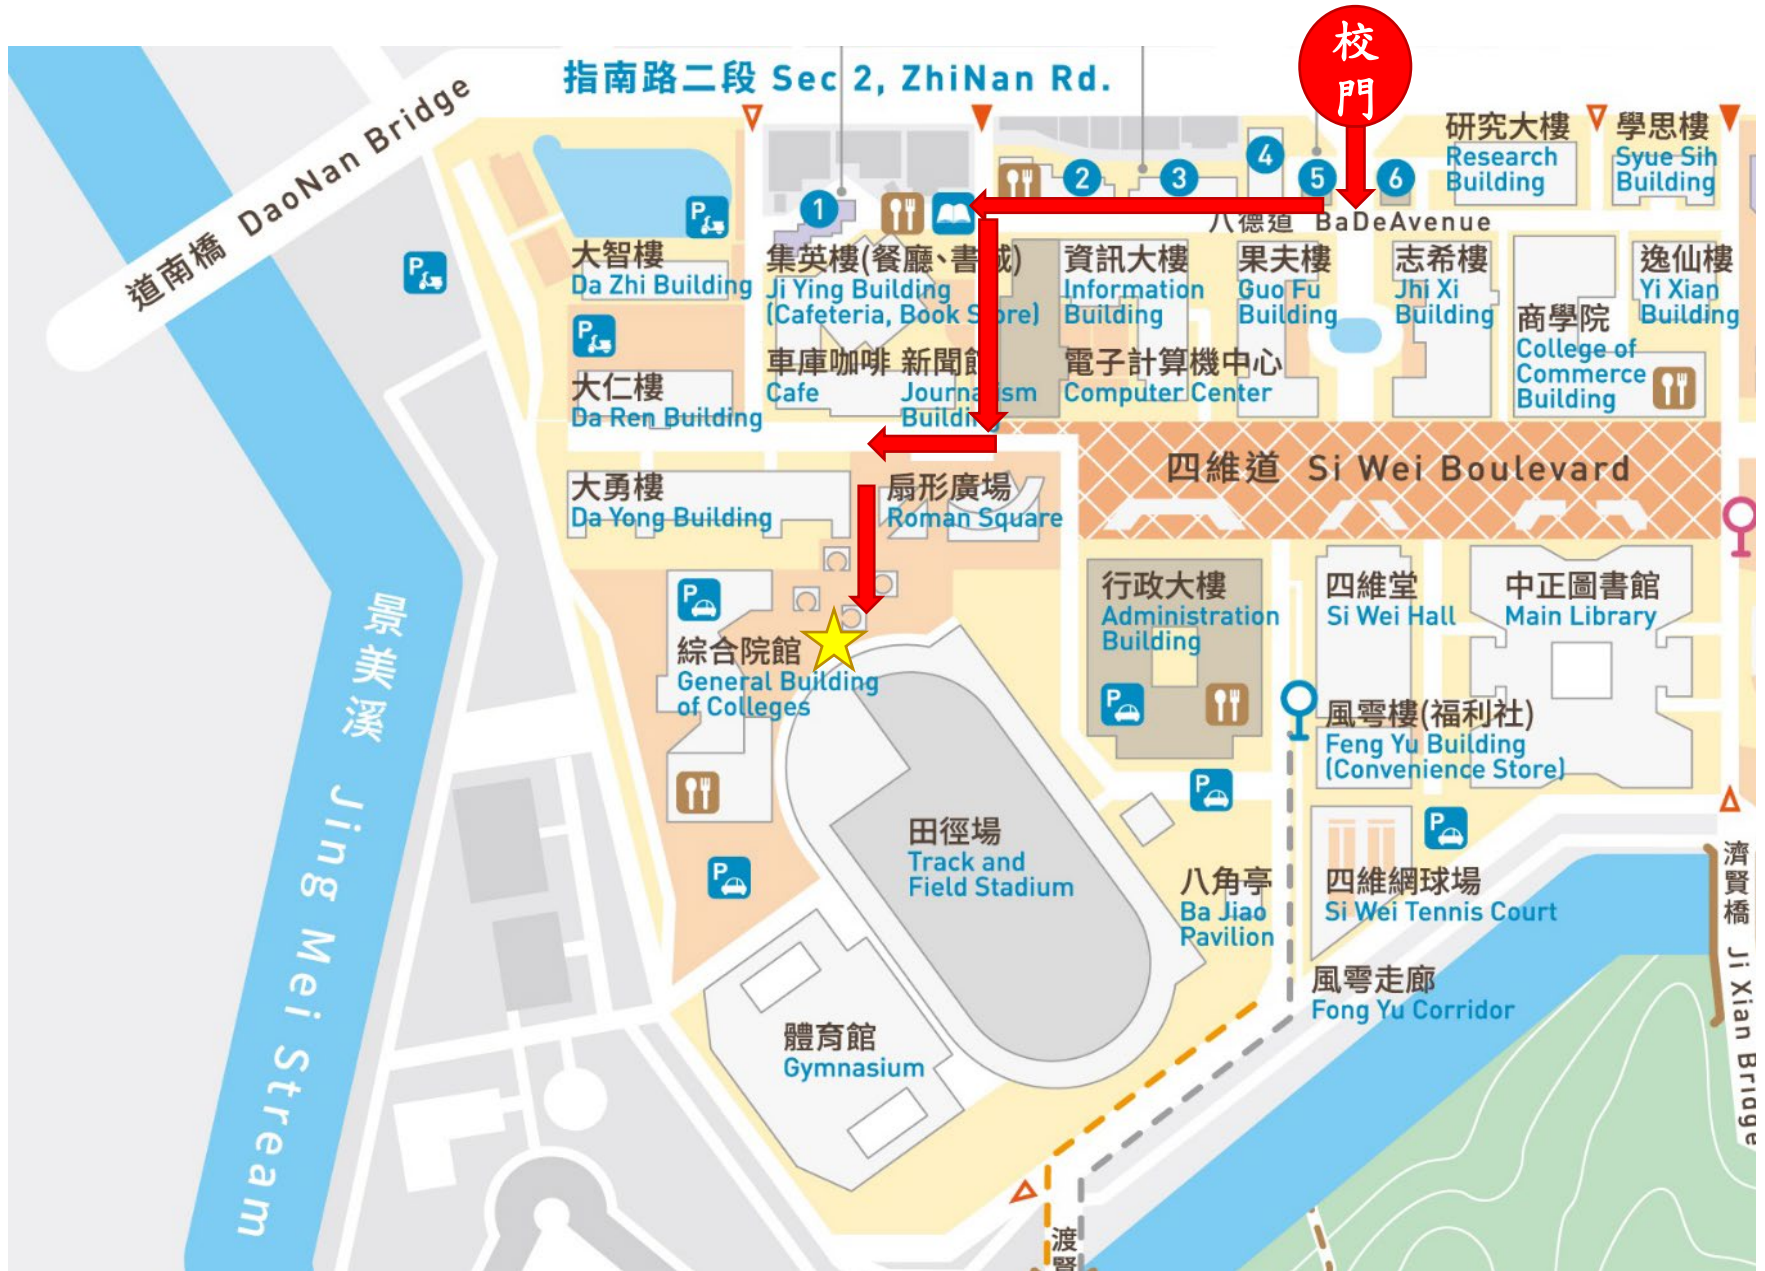 校
門
指南路二段 Sec 2, ZhiNan Rd.
道南橋 DaoNan Bridge
研究大樓
Research
Building
學思樓
Syue Sih
Building
1
2
3
4
5
6
八德道 BaDeAvenue
P
P
大智樓
Da Zhi Building
集英樓(餐廳、書城)
Ji Ying Building
(Cafeteria, Book Store)
資訊大樓
Information
Building
果夫樓
Guo Fu
Building
志希樓
Jhi Xi
Building
商學院
College of
Commerce
Building
逸仙樓
Yi Xian
Building
P
大仁樓
Da Ren Building
車庫咖啡
Cafe
新聞館
Journalism
Building
電子計算機中心
Computer Center
四維道 Si Wei Boulevard
大勇樓
Da Yong Building
扇形廣場
Roman Square
P
綜合院館
General Building
of Colleges
行政大樓
Administration
Building
P
四維堂
Si Wei Hall
中正圖書館
Main Library
風雩樓(福利社)
Feng Yu Building
(Convenience Store)
P
P
P
田徑場
Track and
Field Stadium
八角亭
Ba Jiao
Pavilion
四維網球場
Si Wei Tennis Court
風雩走廊
Fong Yu Corridor
體育館
Gymnasium
景美溪 Jing Mei Stream
濟賢橋 Ji Xian Bridge
渡賢